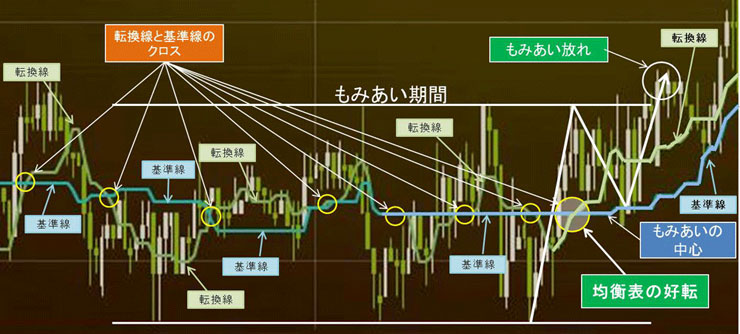 転換線と基準線の
クロス
もみあい放れ
転換線
転換線
もみあい期間
転換線
基準線
転換線
基準線
基準線
もみあいの
中心
基準線
基準線
転換線
均衡表の好転